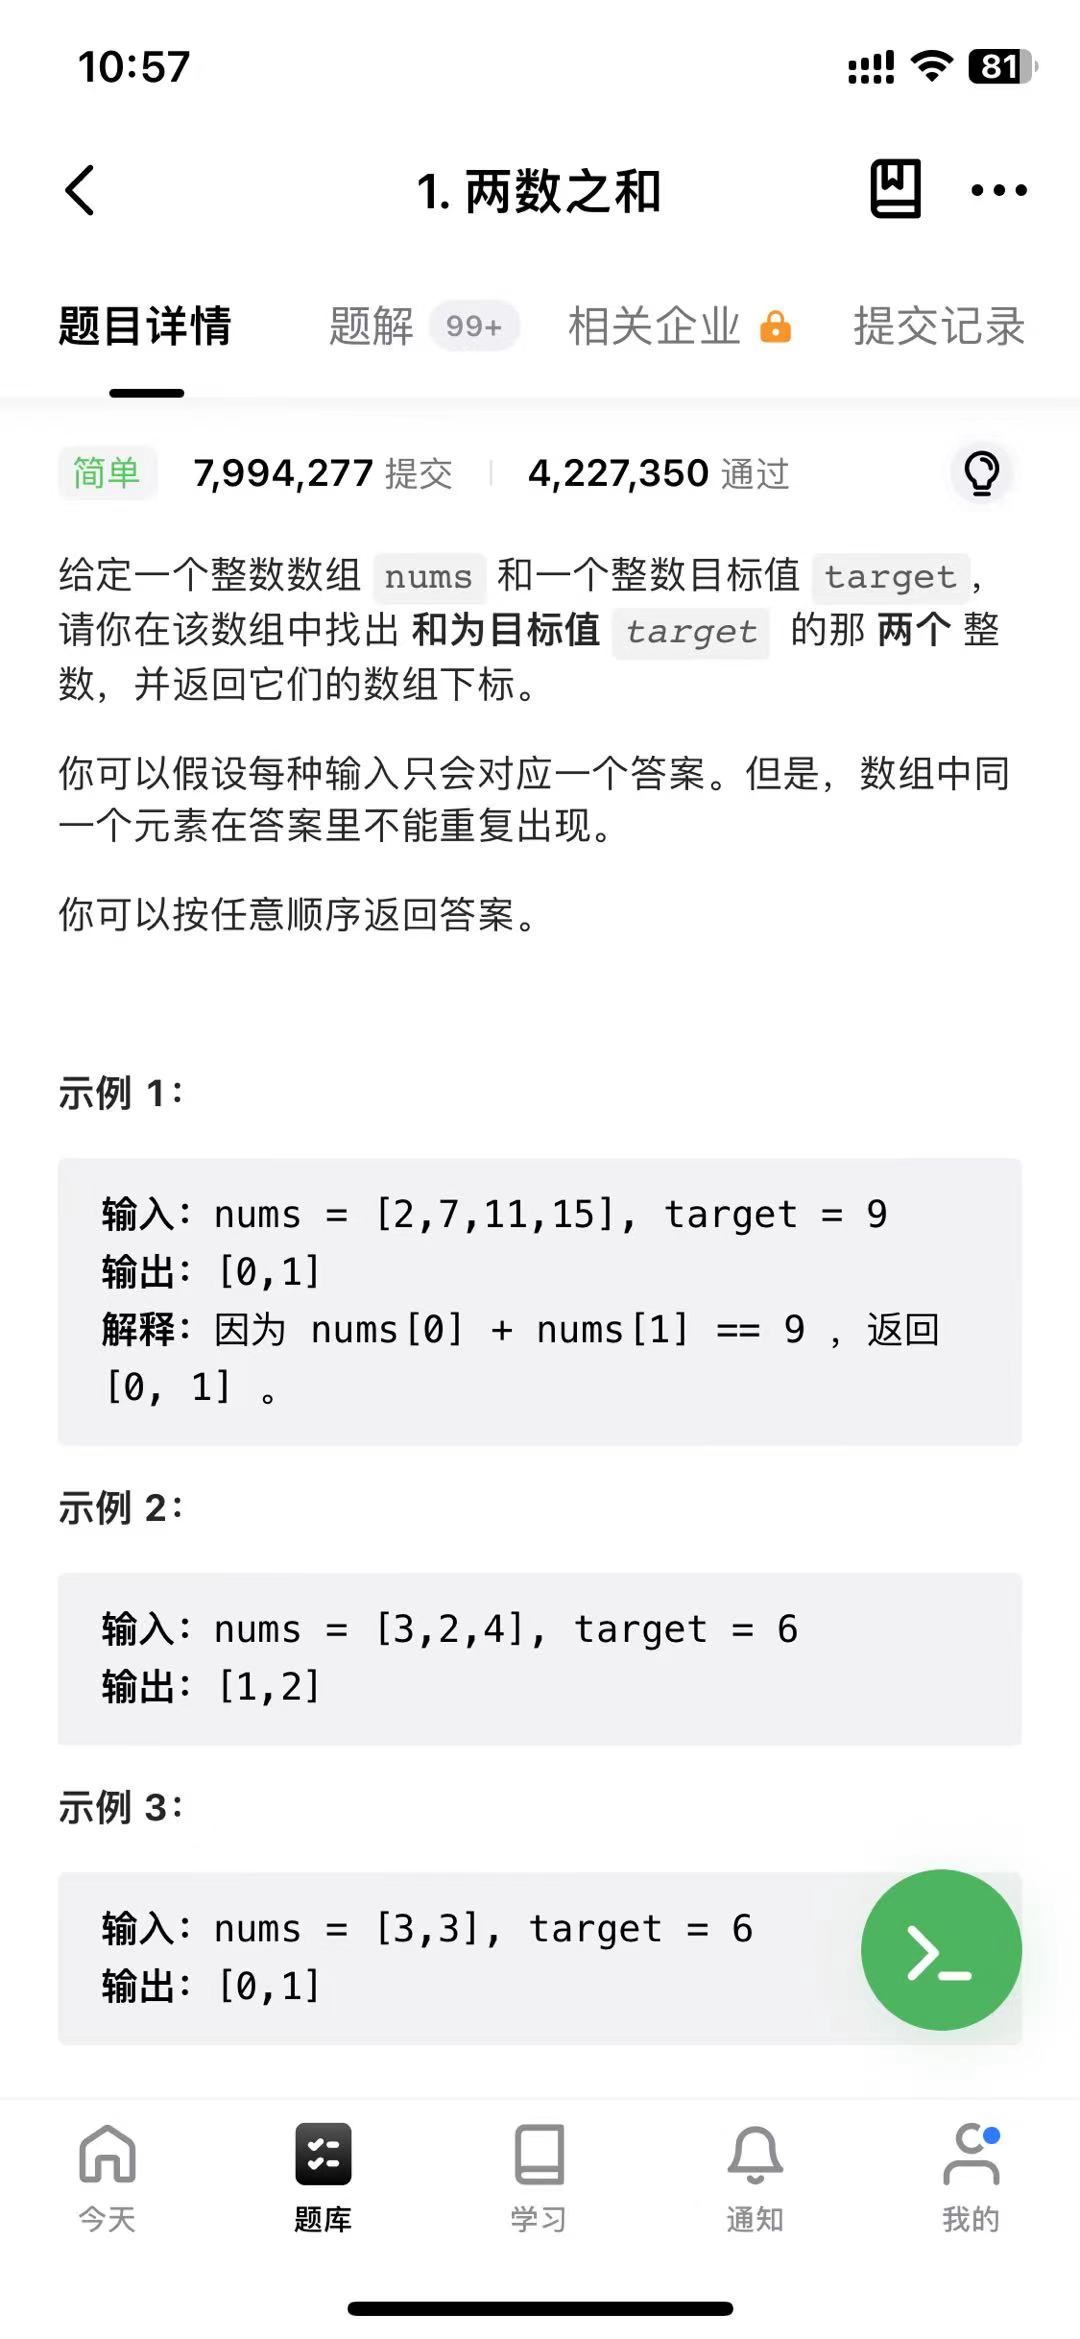 10:57
81
1. 两数之和
题目详情 题解 99+ 相关企业 提交记录
简单 7,994,277 提交 4,227,350 通过
给定一个整数数组 nums 和一个整数目标值 target，
请你在该数组中找出 和为目标值 target 的那 两个 整
数，并返回它们的数组下标。
你可以假设每种输入只会对应一个答案。但是，数组中同
一个元素在答案里不能重复出现。
你可以按任意顺序返回答案。
示例 1：
输入：nums = [2,7,11,15], target = 9
输出：[0,1]
解释：因为 nums[0] + nums[1] == 9 ，返回
[0, 1] 。
示例 2：
输入：nums = [3,2,4], target = 6
输出：[1,2]
示例 3：
输入：nums = [3,3], target = 6
输出：[0,1]
今天 题库 学习 通知 我的